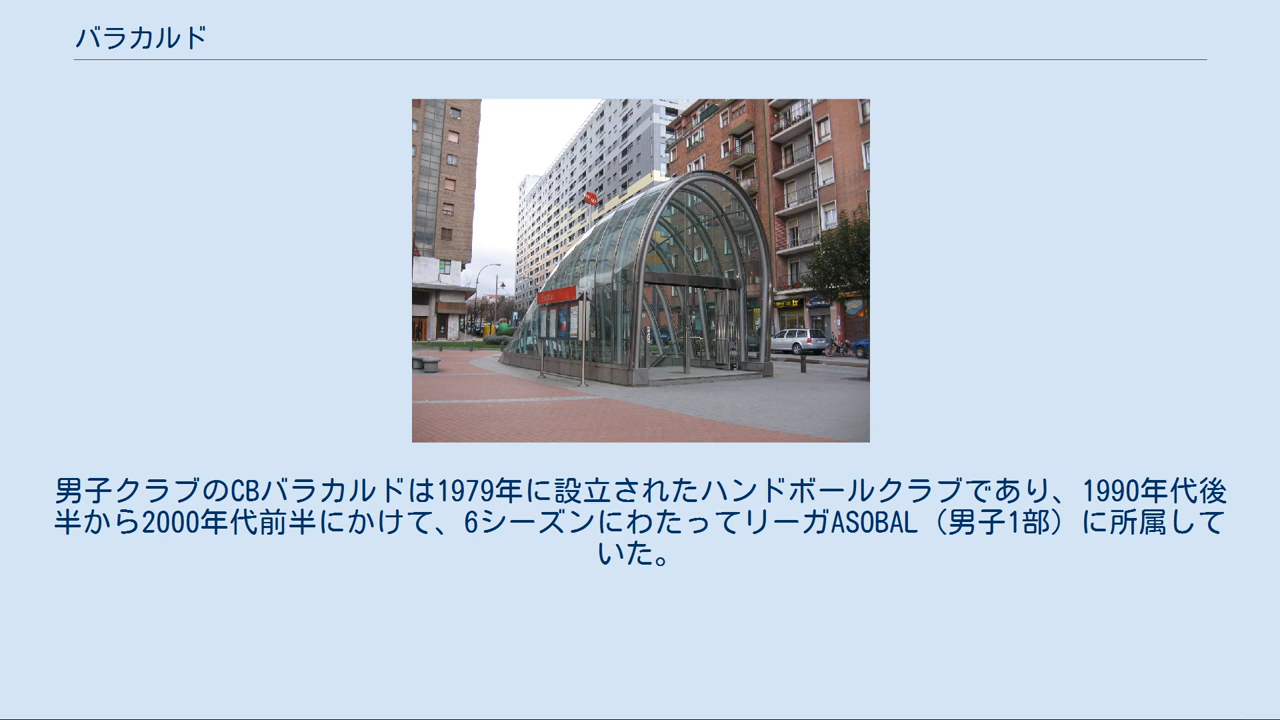 バラカルド
男子クラブのCBバラカルドは1979年に設立されたハンドボールクラブであり、1990年代後
半から2000年代前半にかけて、6シーズンにわたってリーガASOBAL（男子1部）に所属して
いた。